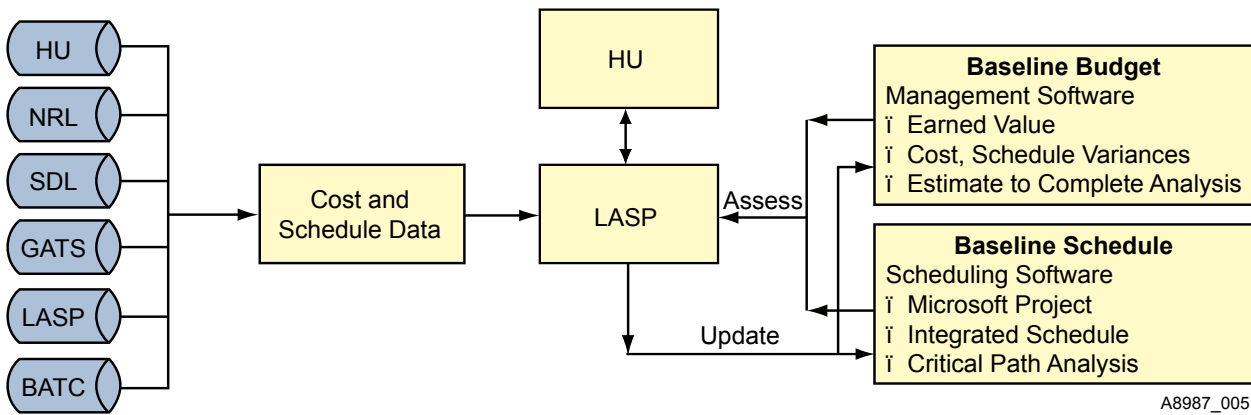 HU
NRL
SDL
GATS
LASP
BATC
Cost and
Schedule Data
HU
LASP
Assess
Update
Baseline Budget
Management Software
ï Earned Value
ï Cost, Schedule Variances
ï Estimate to Complete Analysis
Baseline Schedule
Scheduling Software
ï Microsoft Project
ï Integrated Schedule
ï Critical Path Analysis
A8987_005